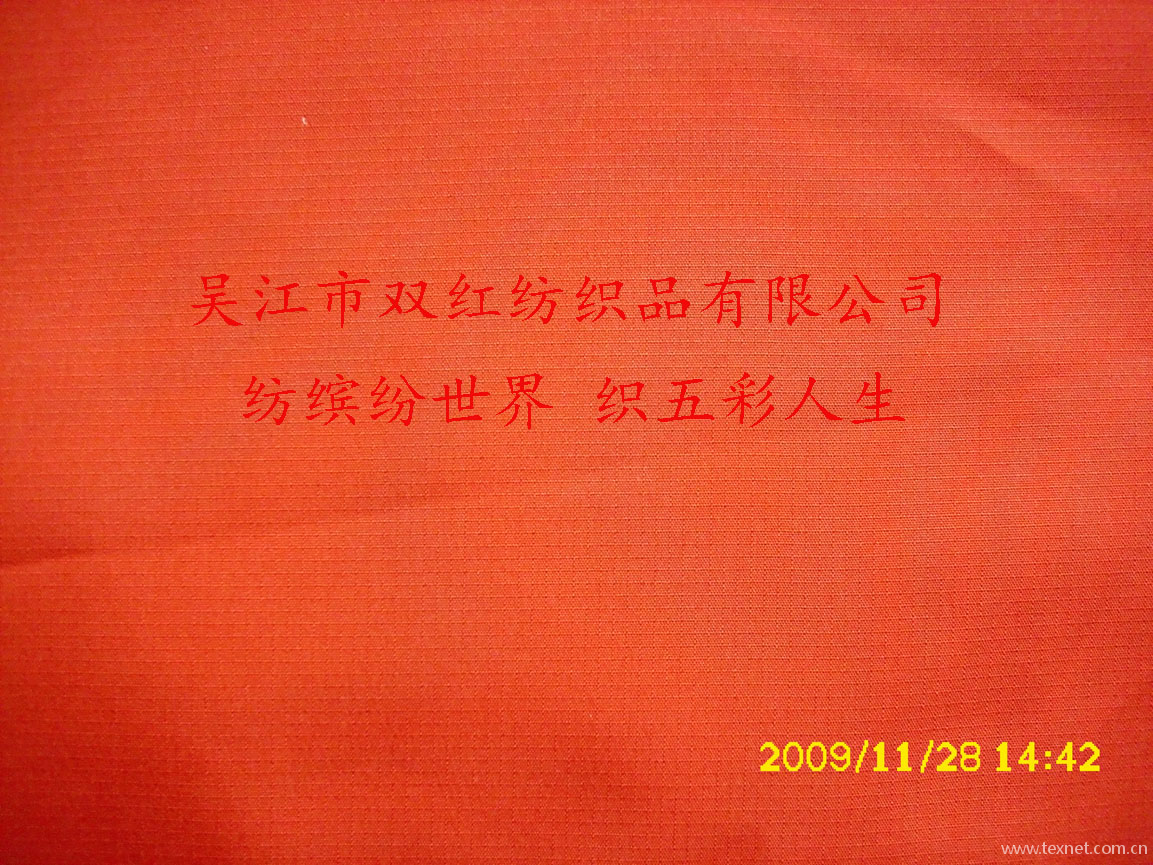 吴江市双红纺织品有限公司
纺缤纷世界 织五彩人生
2009/11/28 14:42
www.texnet.com.cn